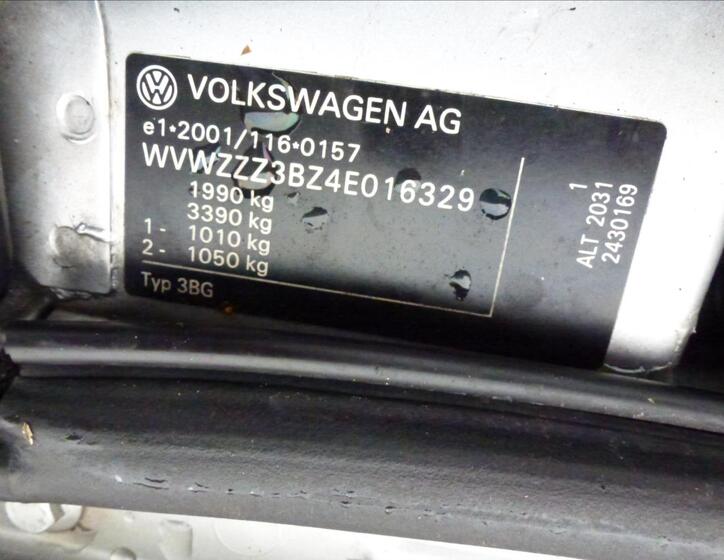 VOLKSWAGEN AG
e1*2001/116*0157
WVWZZZ3BZ4E016329
1990 kg
3390 kg
1 - 1010 kg
2 - 1050 kg
Typ 3BG
1
ALT 2031
2430169